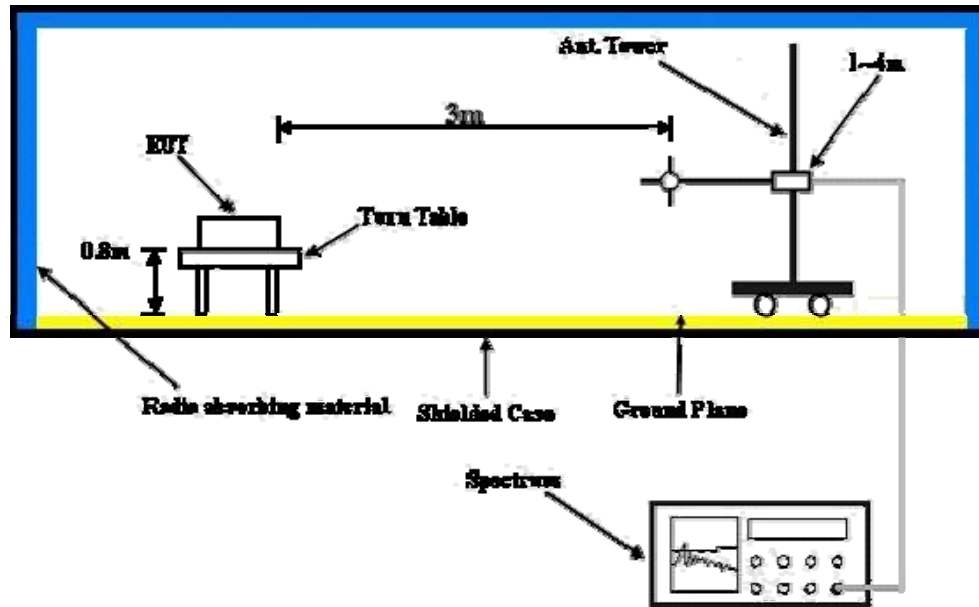 Ant. Tower
1~4m
3m
EUT
Turn Table
0.8m
Radio absorbing material
Shielded Case
Ground Plane
Spectrum